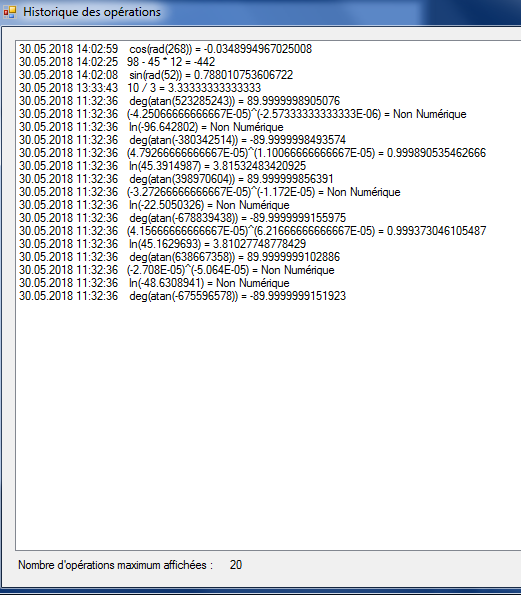 Historique des opérations
30.05.2018 14:02:59 cos(rad(268)) = -0.0348994967025008
30.05.2018 14:02:25 98 - 45 * 12 = -442
30.05.2018 14:02:08 sin(rad(52)) = 0.788010753606722
30.05.2018 13:33:43 10 / 3 = 3.33333333333333
30.05.2018 11:32:36 deg(atan(523285243)) = 89.9999998905076
30.05.2018 11:32:36 (-4.25066666666667E-05)^(-2.57333333333333E-06) = Non Numérique
30.05.2018 11:32:36 ln(-96.642802) = Non Numérique
30.05.2018 11:32:36 deg(atan(-380342514)) = -89.9999998493574
30.05.2018 11:32:36 (4.79266666666667E-05)^(1.10066666666667E-05) = 0.999890535462666
30.05.2018 11:32:36 ln(45.3914987) = 3.81532483420925
30.05.2018 11:32:36 deg(atan(398970604)) = 89.999999856391
30.05.2018 11:32:36 (-3.27266666666667E-05)^(-1.172E-05) = Non Numérique
30.05.2018 11:32:36 ln(-22.5050326) = Non Numérique
30.05.2018 11:32:36 deg(atan(-678839438)) = -89.9999999155975
30.05.2018 11:32:36 (4.15666666666667E-05)^(6.21666666666667E-05) = 0.999373046105487
30.05.2018 11:32:36 ln(45.1629693) = 3.81027748778429
30.05.2018 11:32:36 deg(atan(638667358)) = 89.9999999102886
30.05.2018 11:32:36 (-2.708E-05)^(-5.064E-05) = Non Numérique
30.05.2018 11:32:36 ln(-48.6308941) = Non Numérique
30.05.2018 11:32:36 deg(atan(-675596578)) = -89.9999999151923
Nombre d'opérations maximum affichées : 20